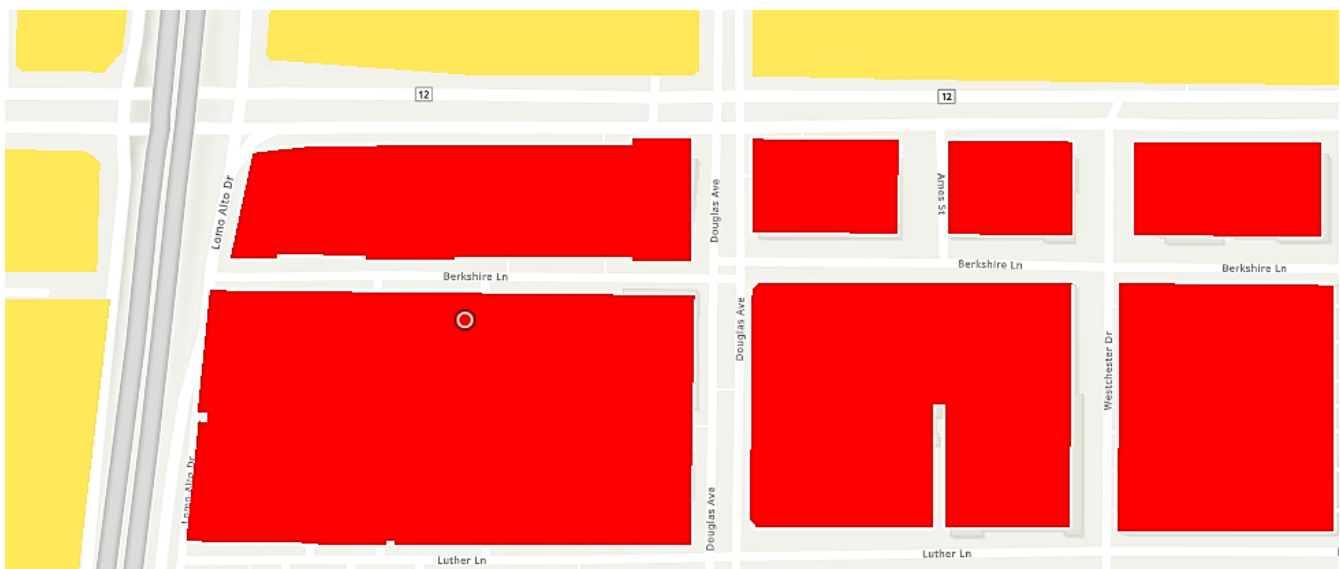 12
12
Lomo Alto Dr
Douglas Ave
Ames St
Berkshire Ln
Berkshire Ln
Berkshire Ln
Douglas Ave
Westchester Dr
Lomo Alto Dr
Douglas Ave
Luther Ln
Luther Ln